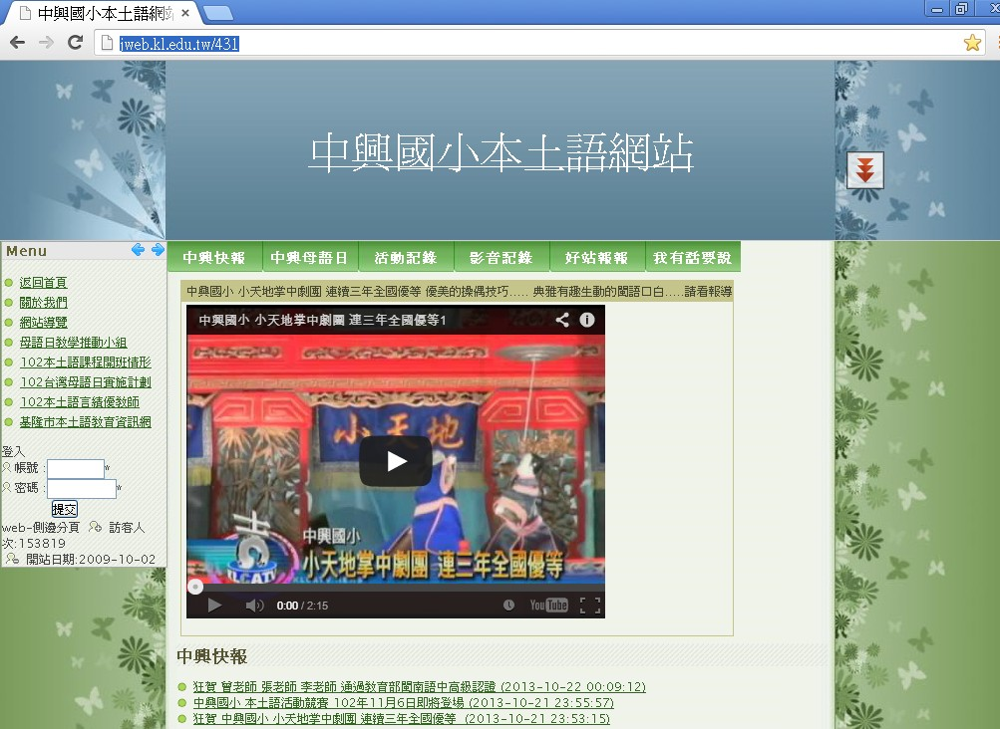 中興國小本土語網站
jweb.kl.edu.tw/431
中興國小本土語網站
Menu
返回首頁
關於我們
網站導覽
母語日教學推動小組
102本土語課程開班情形
102台灣母語日實施計劃
102本土語言績優教師
基隆市本土語教育資訊網
登入
帳號：
*
密碼：
*
提交
web-側邊分頁 訪客人
次:153819
開站日期:2009-10-02
中興快報 中興母語日 活動記錄 影音記錄 好站報報 我有話要說
中興國小 小天地掌中劇團 連續三年全國優等 優美的操偶技巧..... 典雅有趣生動的閩語口白.....請看報導
中興國小 小天地掌中劇團 連三年全國優等1
小天地
中興國小
小天地掌中劇團 連三年全國優等
0:00 / 2:15
YouTube
中興快報
狂賀 曾老師 張老師 李老師 通過教育部閩南語中高級認證 (2013-10-22 00:09:12)
中興國小 本土語活動競賽 102年11月6日即將登場 (2013-10-21 23:55:57)
狂賀 中興國小 小天地掌中劇團 連續三年全國優等 (2013-10-21 23:53:15)